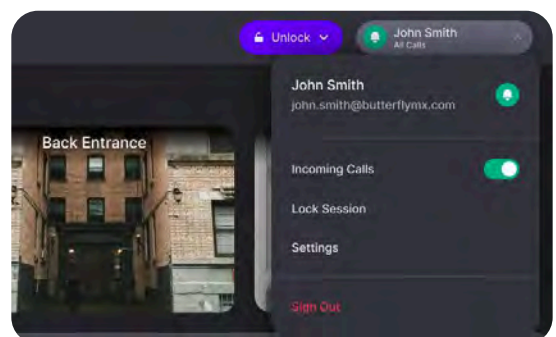 Unlock
John Smith
All Calls
John Smith
john.smith@butterflymx.com
Back Entrance
Incoming Calls
Lock Session
Settings
Sign Out